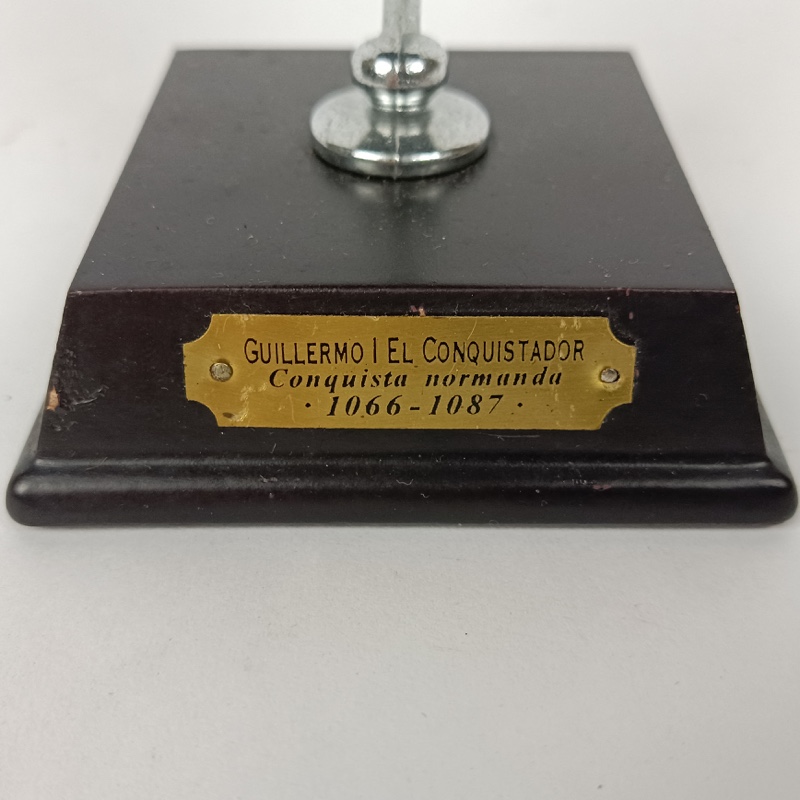 GUILLERMO I EL CONQUISTADOR
Conquista normanda
· 1066-1087 ·